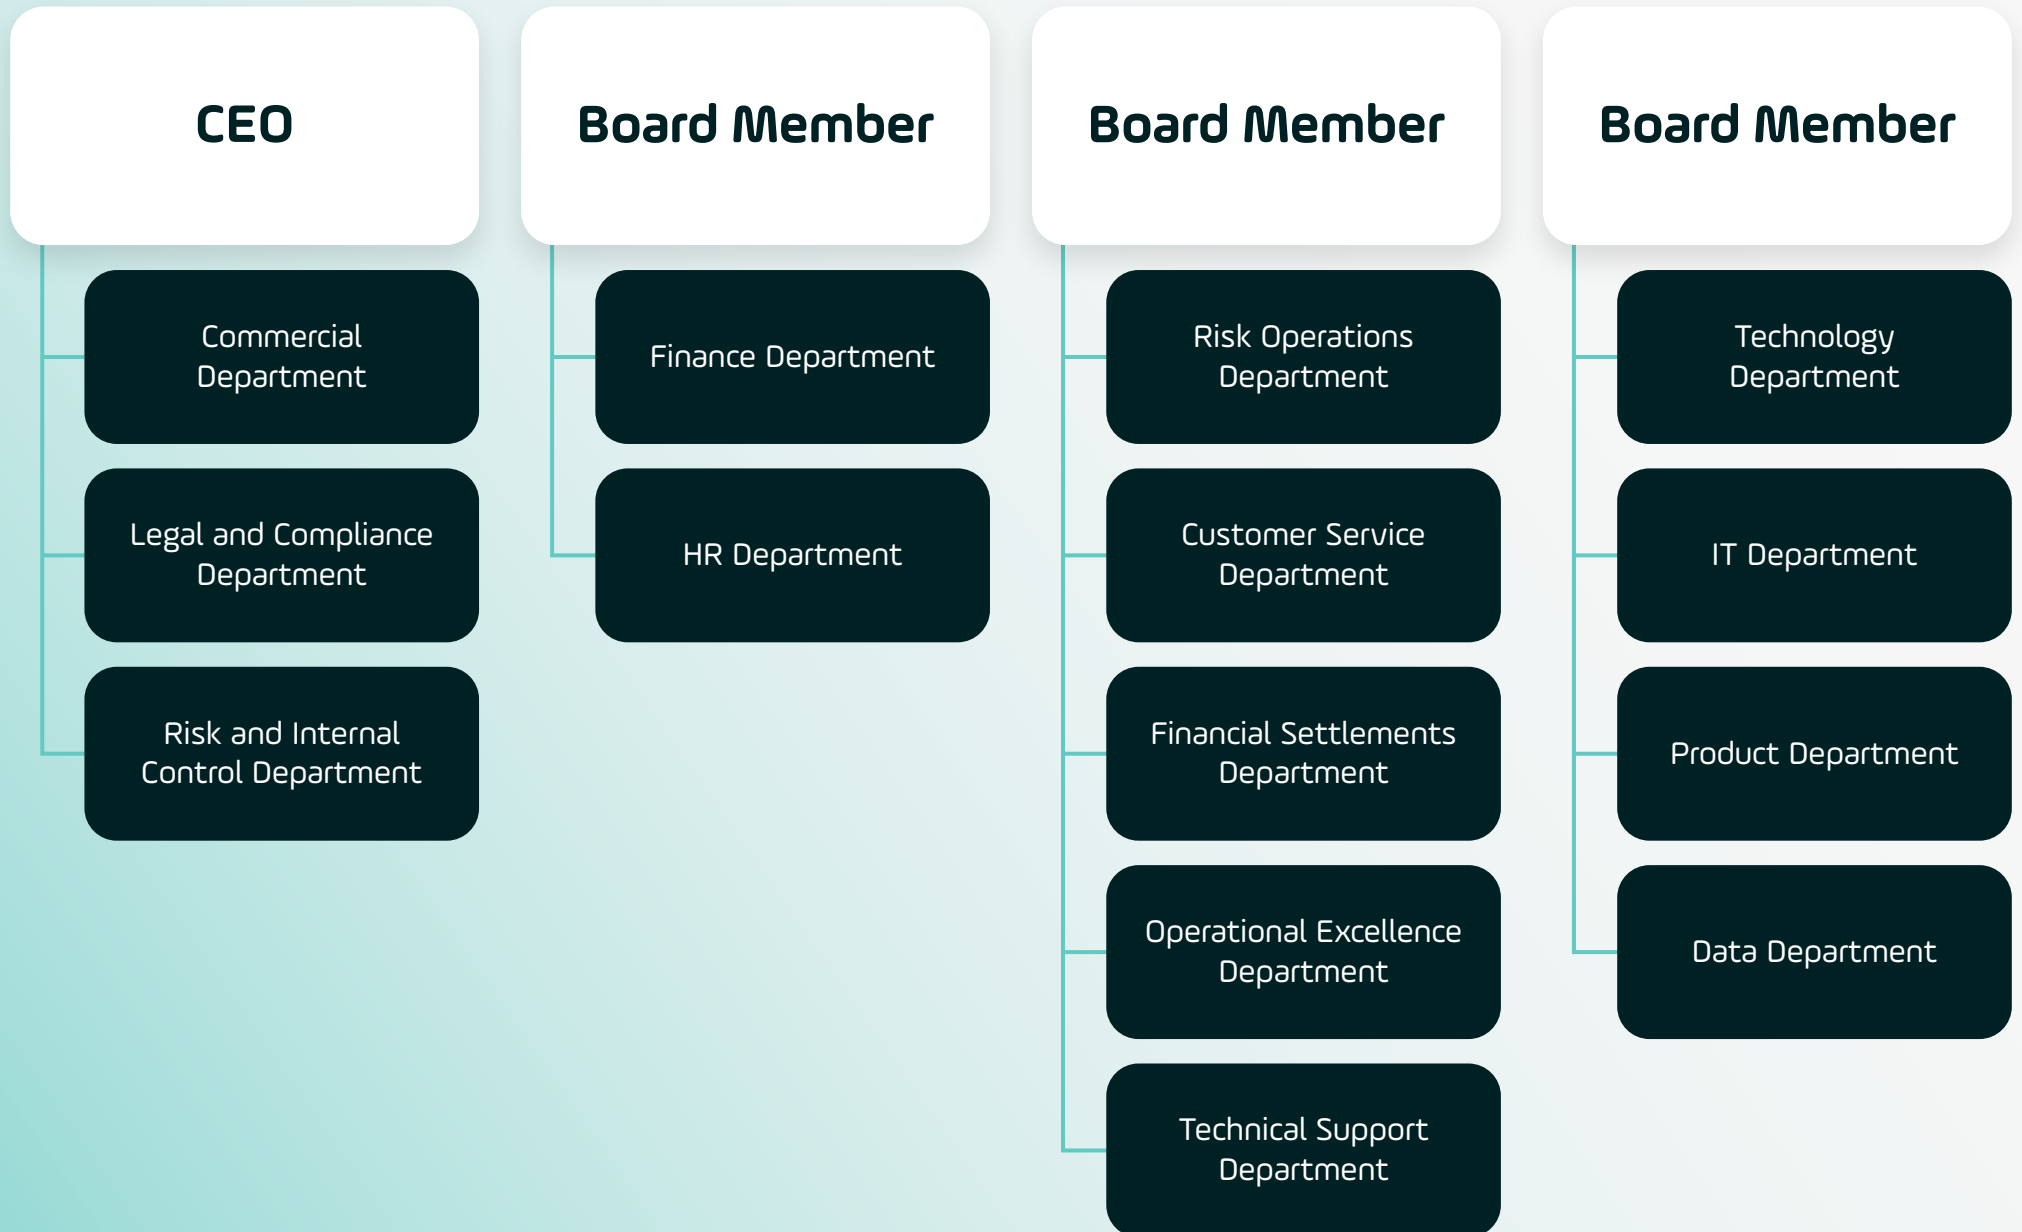 CEO
Commercial
Department
Legal and Compliance
Department
Risk and Internal
Control Department
Board Member
Finance Department
HR Department
Board Member
Risk Operations
Department
Customer Service
Department
Financial Settlements
Department
Operational Excellence
Department
Technical Support
Department
Board Member
Technology
Department
IT Department
Product Department
Data Department